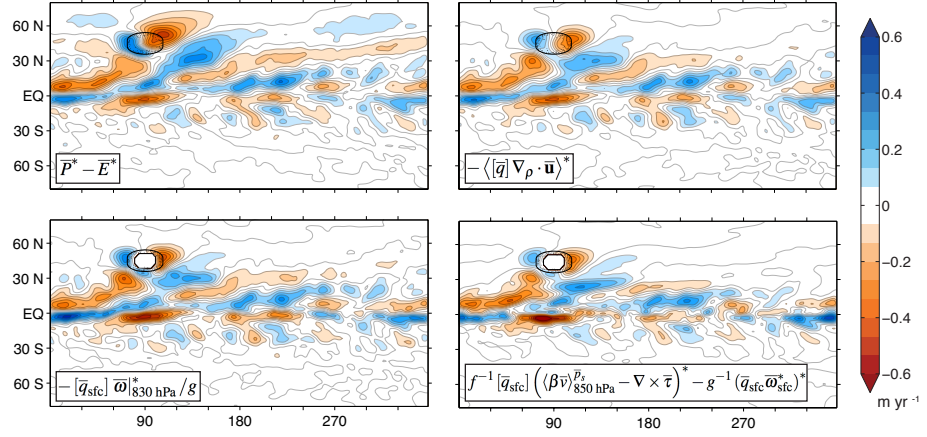 60 N
30 N
EQ
30 S
60 S
P̅* − E̅*
− ⟨[q̅] ∇ρ · u̅⟩*
0.6
0.4
0.2
0
−0.2
−0.4
−0.6
m yr -1
60 N
30 N
EQ
30 S
60 S
90
180
270
− [q̅sfc] ω̅|*830 hPa /g
90
180
270
f⁻¹ [q̅sfc] (⟨βv̅⟩p̅s850 hPa − ∇ × τ̅)* − g⁻¹ (q̅sfc ω̅*sfc)*